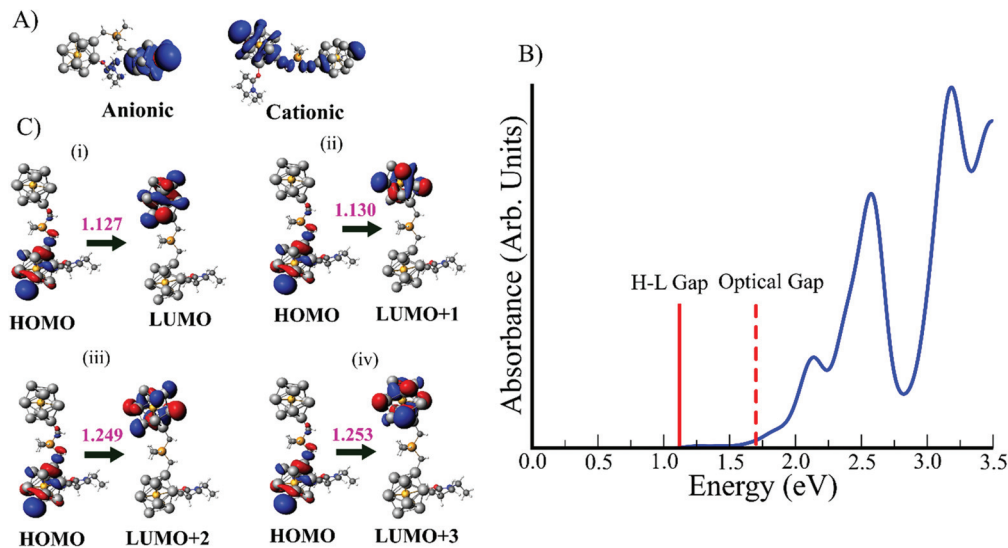 A)
Anionic
Cationic
B)
Absorbance (Arb. Units)
H-L Gap
Optical Gap
0.0 0.5 1.0 1.5 2.0 2.5 3.0 3.5
Energy (eV)
C)
(i)
1.127
HOMO
LUMO
(ii)
1.130
HOMO
LUMO+1
(iii)
1.249
HOMO
LUMO+2
(iv)
1.253
HOMO
LUMO+3